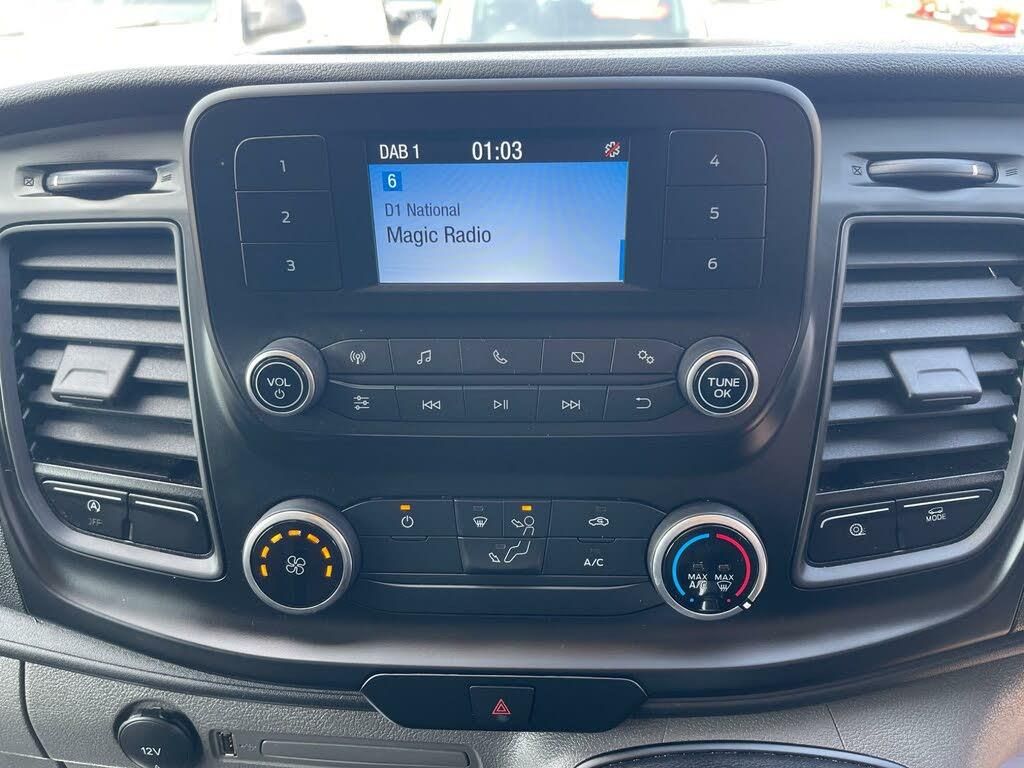 DAB 1 01:03
6
D1 National
Magic Radio
1
2
3
4
5
6
VOL
TUNE
OK
A OFF
MODE
A/C
MAX A/C
MAX
12V